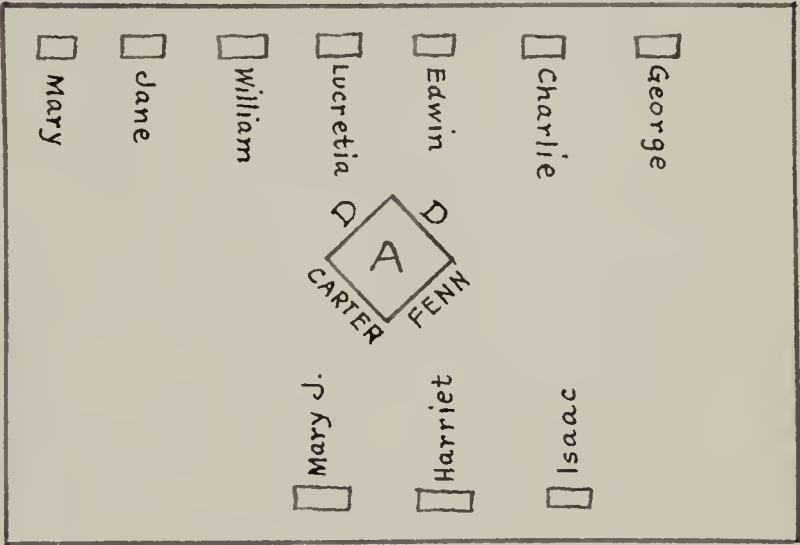 Mary
Jane
William
Lucretia
Edwin
Charlie
George
D
D
A
CARTER
FENN
Mary J.
Harriet
Isaac